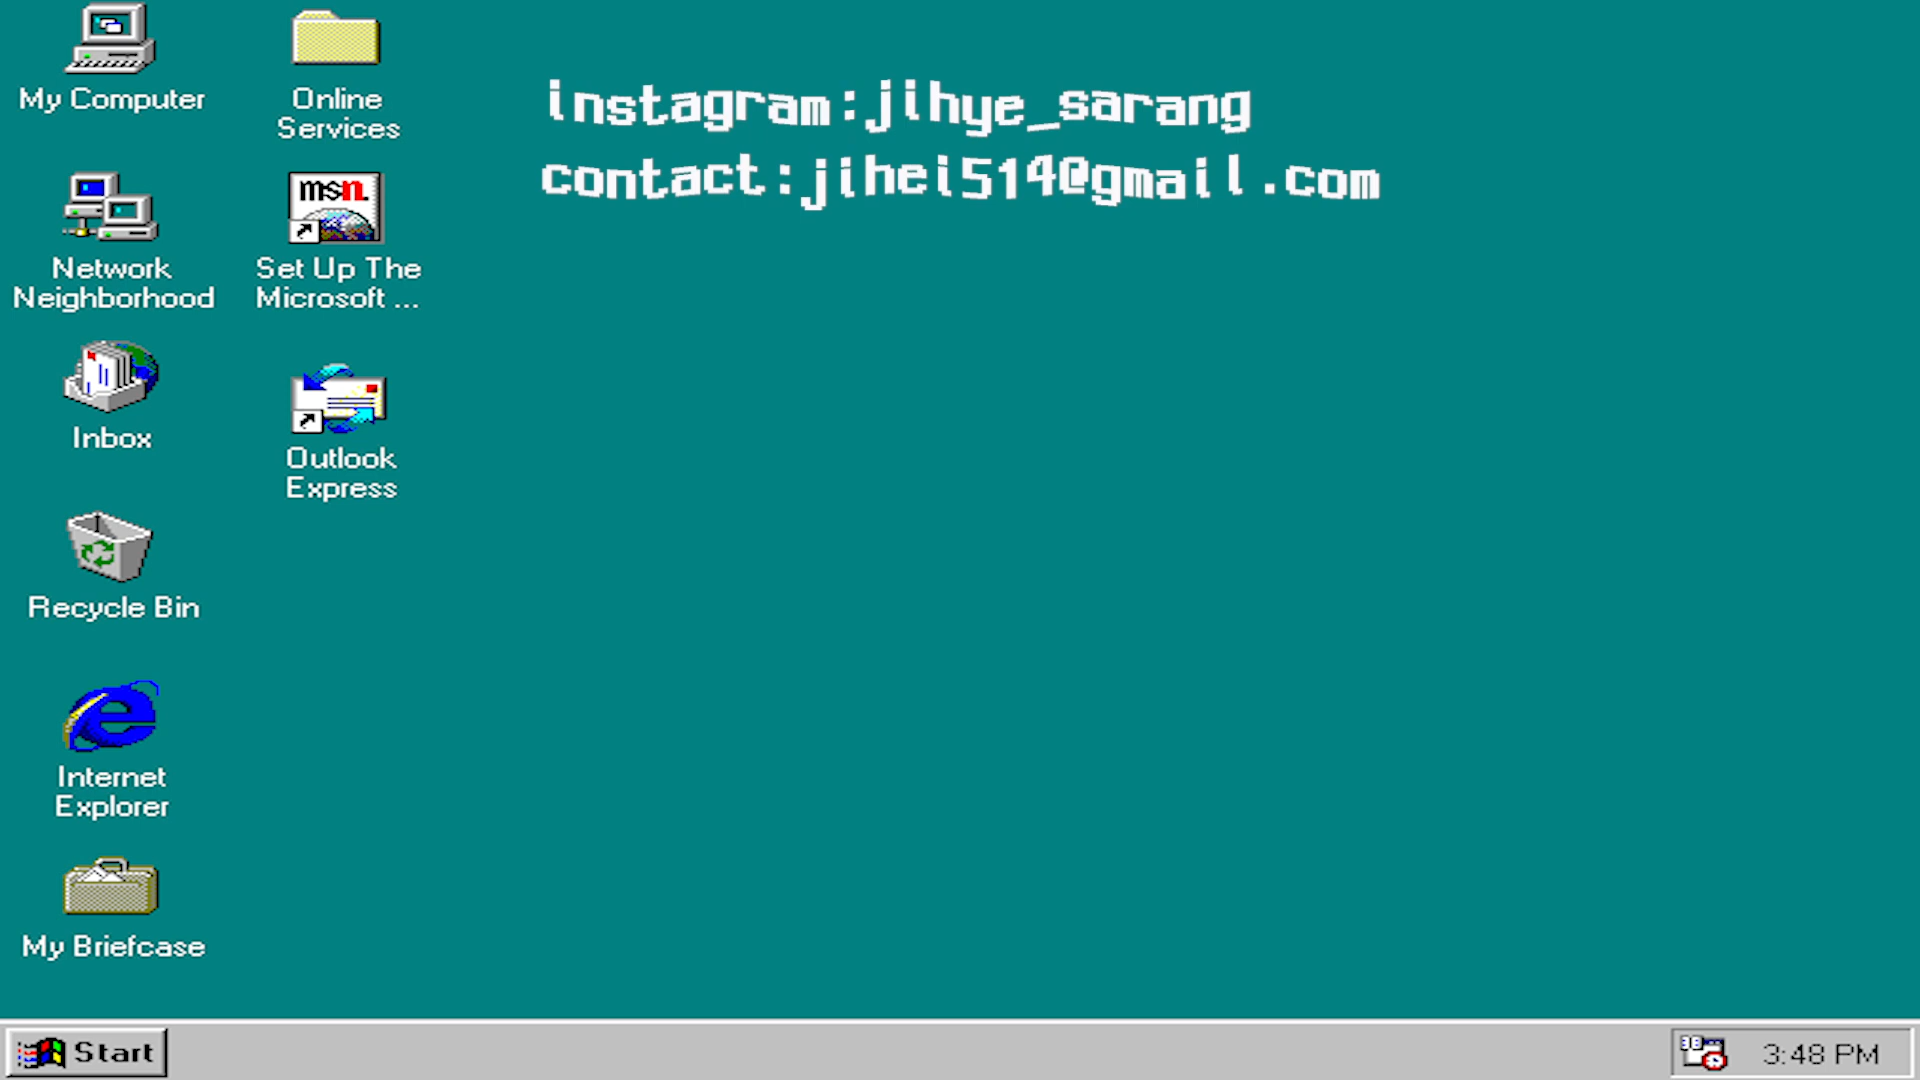 My Computer
Online
Services
instagram:jihye_sarang
contact:jihei514@gmail.com
msn.
Network
Neighborhood
Set Up The
Microsoft ...
Inbox
Outlook
Express
Recycle Bin
Internet
Explorer
My Briefcase
Start
3:48 PM